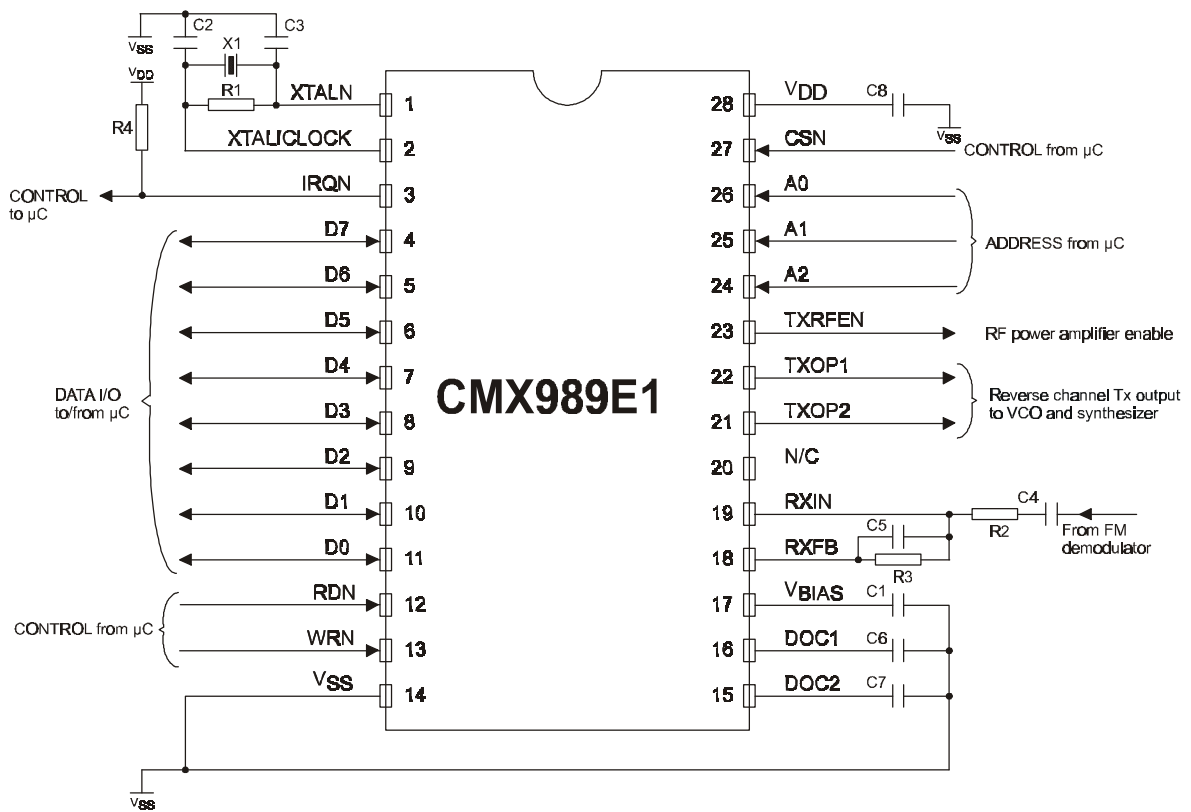 C2
C3
VSS
X1
VDD
R1
R4
XTALN
XTAL/CLOCK
IRQN
CONTROL
to µC
D7
D6
D5
D4
D3
D2
D1
D0
DATA I/O
to/from µC
RDN
WRN
CONTROL from µC
VSS
VSS
1
2
3
4
5
6
7
8
9
10
11
12
13
14
CMX989E1
28
27
26
25
24
23
22
21
20
19
18
17
16
15
VDD
C8
VSS
CSN
CONTROL from µC
A0
A1
A2
ADDRESS from µC
TXRFEN
RF power amplifier enable
TXOP1
TXOP2
Reverse channel Tx output
to VCO and synthesizer
N/C
RXIN
C4
R2
From FM
demodulator
C5
RXFB
R3
VBIAS
C1
DOC1
C6
DOC2
C7